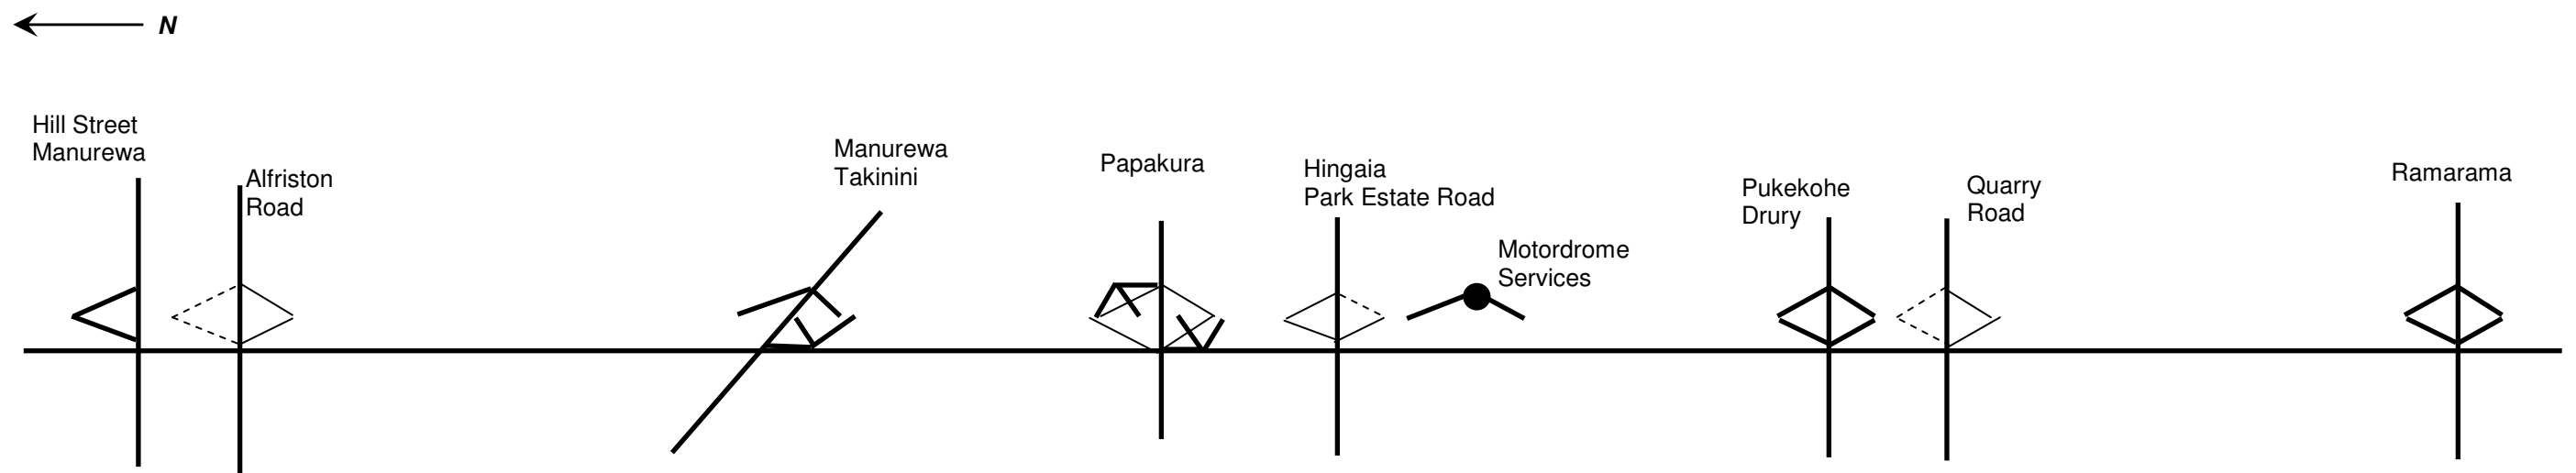 N
Hill Street
Manurewa
Alfriston
Road
Manurewa
Takinini
Papakura
Hingaia
Park Estate Road
Motordrome
Services
Pukekohe
Drury
Quarry
Road
Ramarama